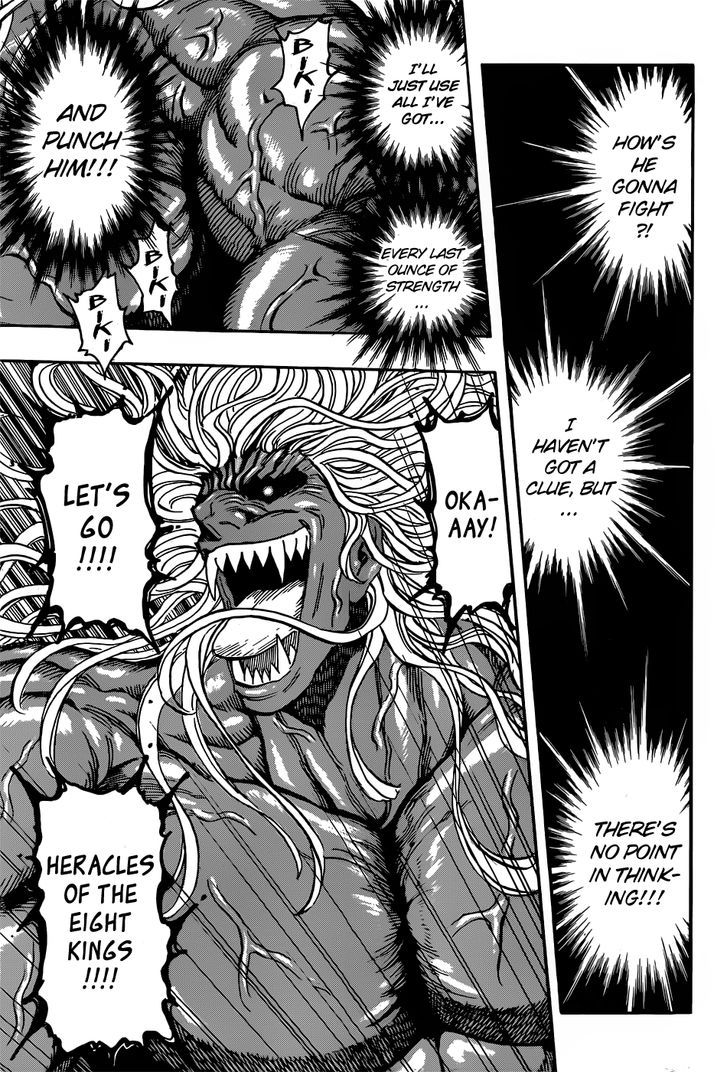 HOW'S
HE
GONNA
FIGHT
?!
I
HAVEN'T
GOT A
CLUE, BUT
...
THERE'S
NO POINT
IN THINK-
ING!!!
I'LL
JUST USE
ALL I'VE
GOT...
EVERY LAST
OUNCE OF
STRENGTH
...
BIKI
AND
PUNCH
HIM!!!
BIKI
BIKI
OKA-
AAY!
LET'S
GO
!!!!
HERACLES
OF THE
EIGHT
KINGS
!!!!